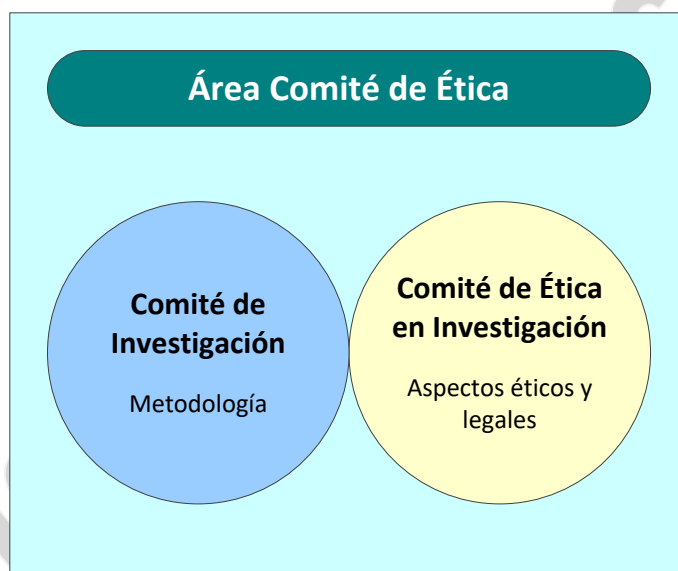 Área Comité de Ética
Comité de
Investigación
Metodología
Comité de Ética
en Investigación
Aspectos éticos y
legales